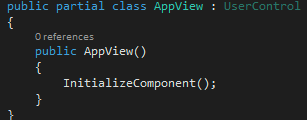 public partial class AppView : UserControl
{
0 references
public AppView()
{
InitializeComponent();
}
}